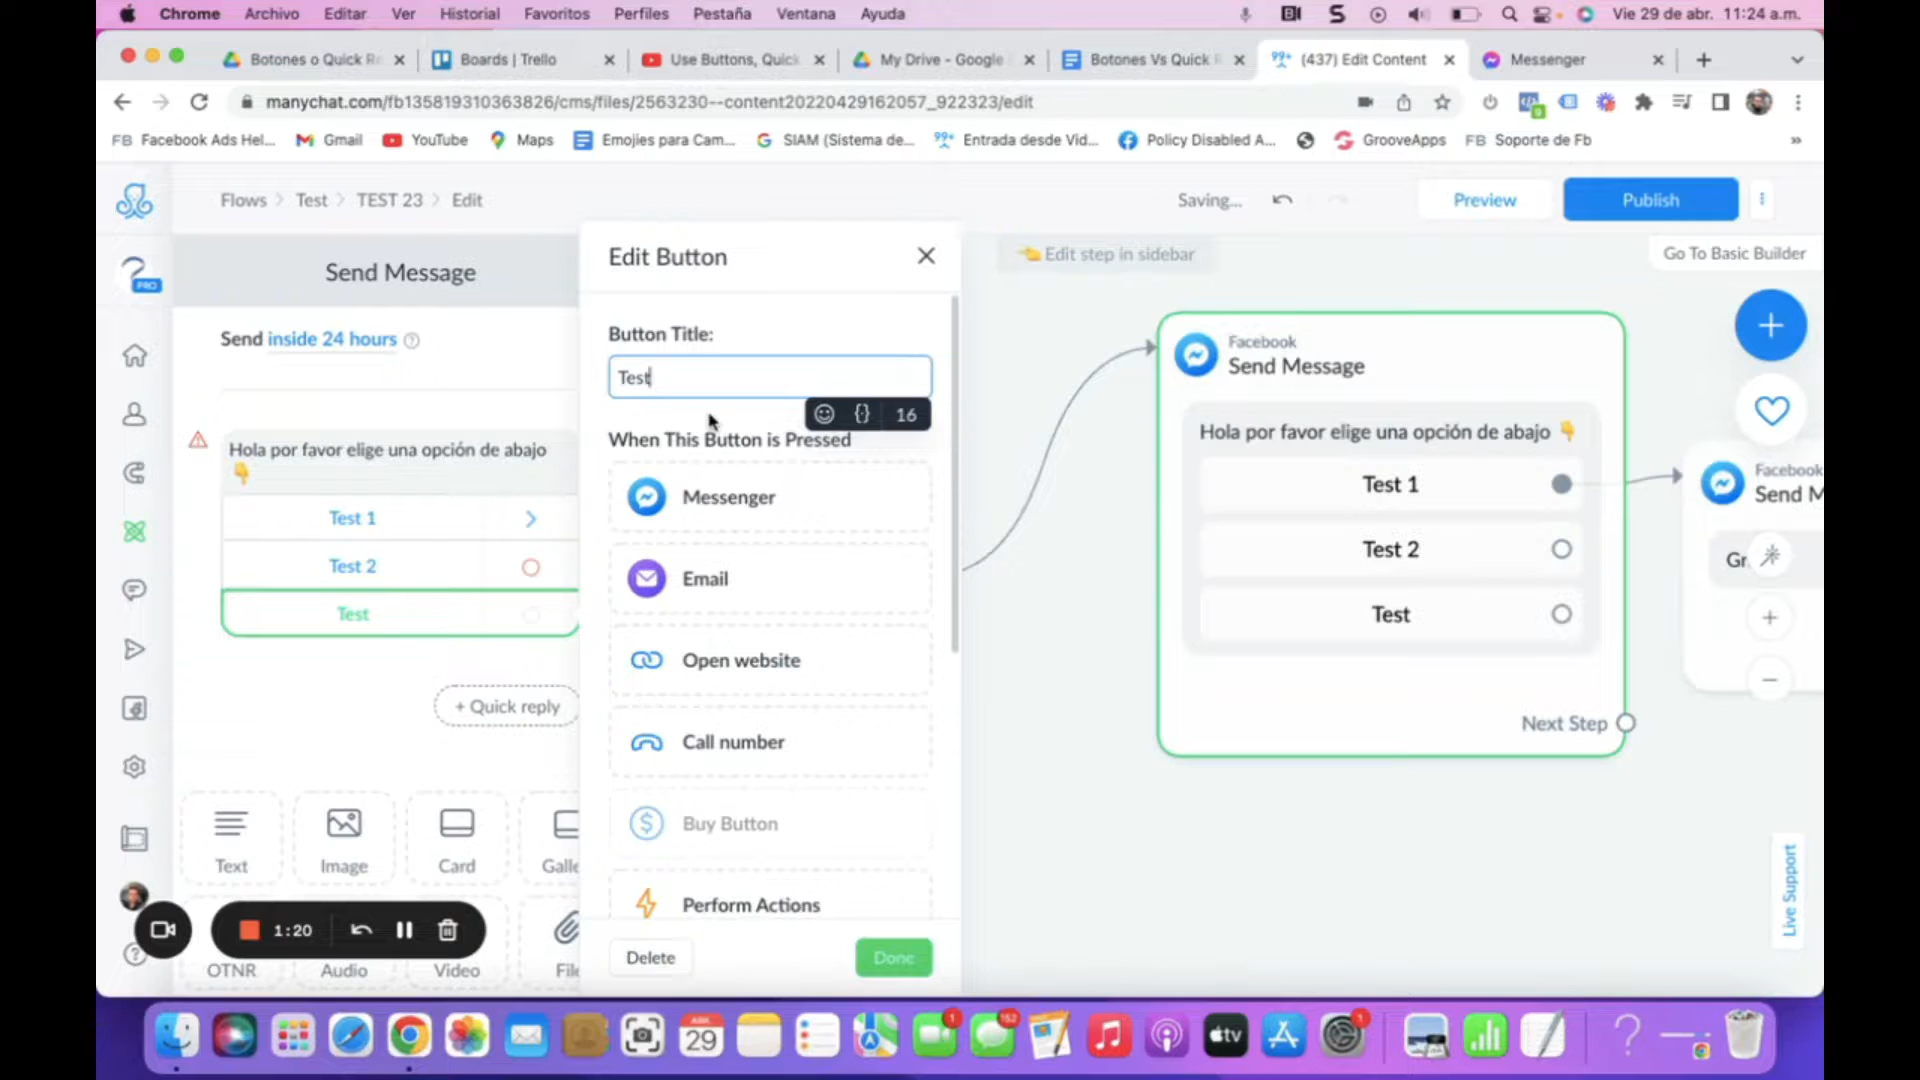 Chrome Archivo Editar Ver Historial Favoritos Perfiles Pestaña Ventana Ayuda
Vie 29 de abr. 11:24 a.m.
Botones o Quick Re
Boards | Trello
Use Buttons, Quick
My Drive - Google
Botones Vs Quick R
(437) Edit Content
Messenger
manychat.com/fb135819310363826/cms/files/2563230--content20220429162057_922323/edit
FB Facebook Ads Hel...
Gmail
YouTube
Maps
Emojies para Cam...
SIAM (Sistema de...
99+ Entrada desde Vid...
Policy Disabled A...
GrooveApps
FB Soporte de Fb
»
Flows > Test > TEST 23 > Edit
Saving...
Preview
Publish
PRO
Send Message
Send inside 24 hours
Hola por favor elige una opción de abajo 👇
Test 1
Test 2
Test
+ Quick reply
Text
Image
Card
Galle
OTNR
Audio
Video
File
1:20
Edit Button
Button Title:
Test
16
When This Button is Pressed
Messenger
Email
Open website
Call number
Buy Button
Perform Actions
Delete
Done
👈 Edit step in sidebar
Go To Basic Builder
Facebook
Send Message
Hola por favor elige una opción de abajo 👇
Test 1
Test 2
Test
Next Step
Facebook
Send M
Gr
Live Support
29
1
152
tv
1